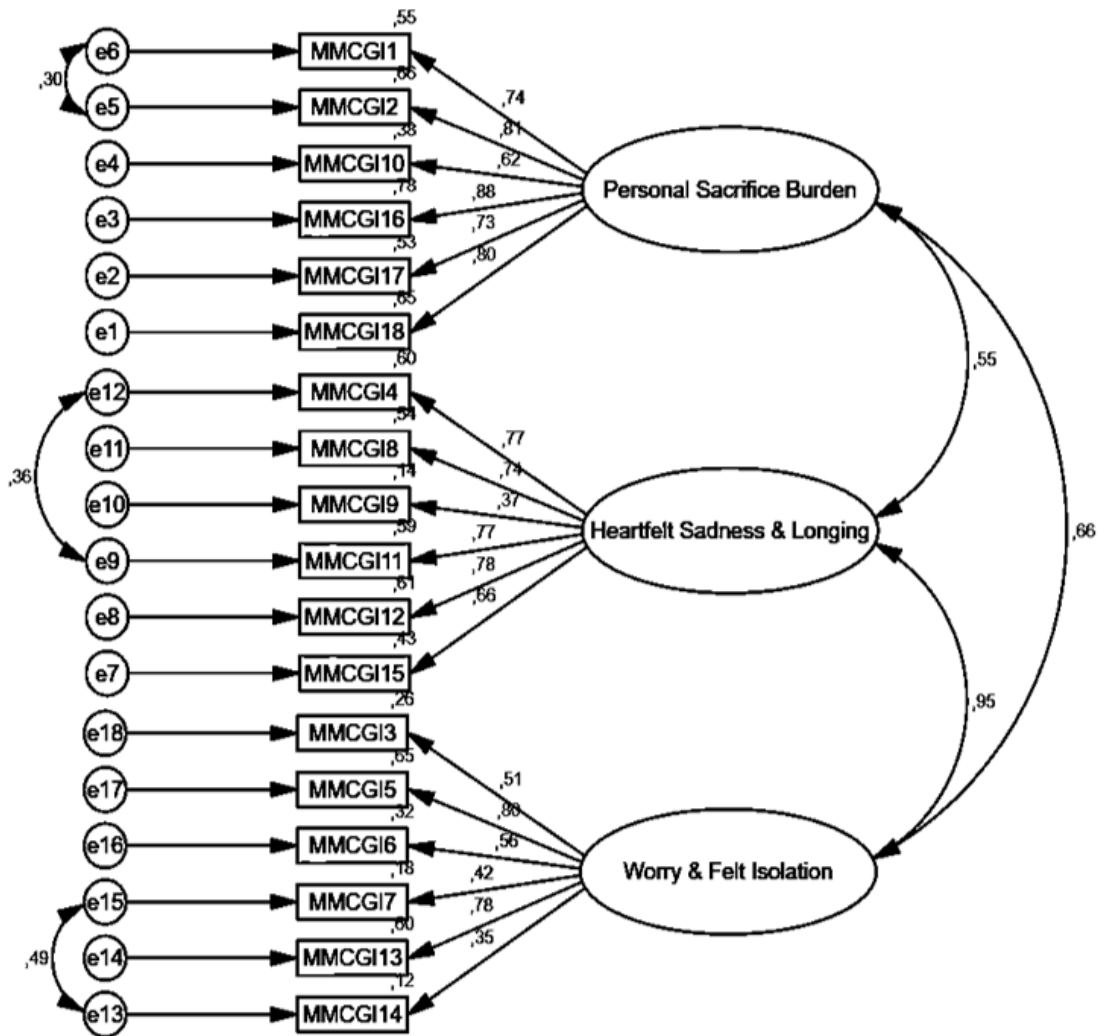 ,55
e6 MMCGI1
,30
,74
,66
e5 MMCGI2
,81
,38
e4 MMCGI10
,62
,78
e3 MMCGI16
,88
Personal Sacrifice Burden
,53
e2 MMCGI17
,73
,65
e1 MMCGI18
,80
,60
e12 MMCGI4
,55
,54
e11 MMCGI8
,77
,36
,14
e10 MMCGI9
,74
,37
Heartfelt Sadness & Longing
,66
,59
e9 MMCGI11
,77
,61
e8 MMCGI12
,78
,66
,43
e7 MMCGI15
,26
e18 MMCGI3
,95
,65
e17 MMCGI5
,51
,80
,32
e16 MMCGI6
,56
Worry & Felt Isolation
,18
e15 MMCGI7
,42
,78
,60
,49
e14 MMCGI13
,35
,12
e13 MMCGI14